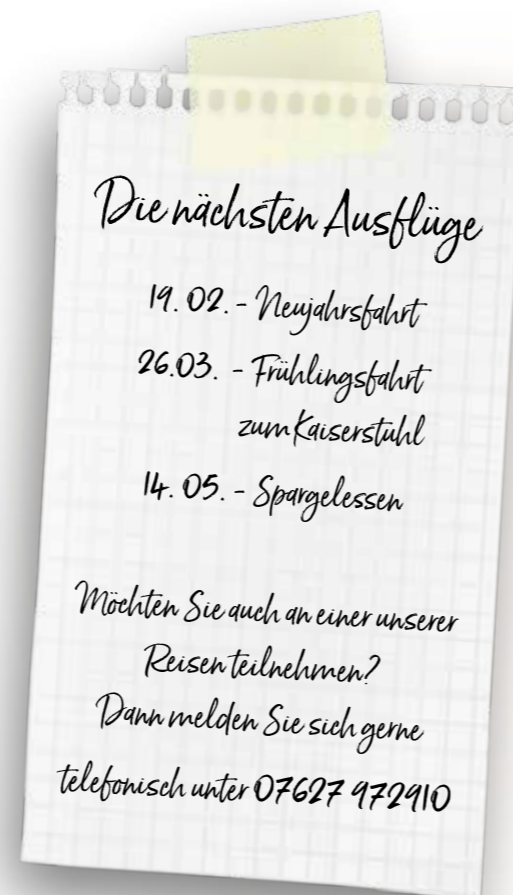 Die nächsten Ausflüge
19. 02. - Neujahrsfahrt
26.03. - Frühlingsfahrt
zum Kaiserstuhl
14. 05. - Spargelessen
Möchten Sie auch an einer unserer
Reisen teilnehmen?
Dann melden Sie sich gerne
telefonisch unter 07627 972910